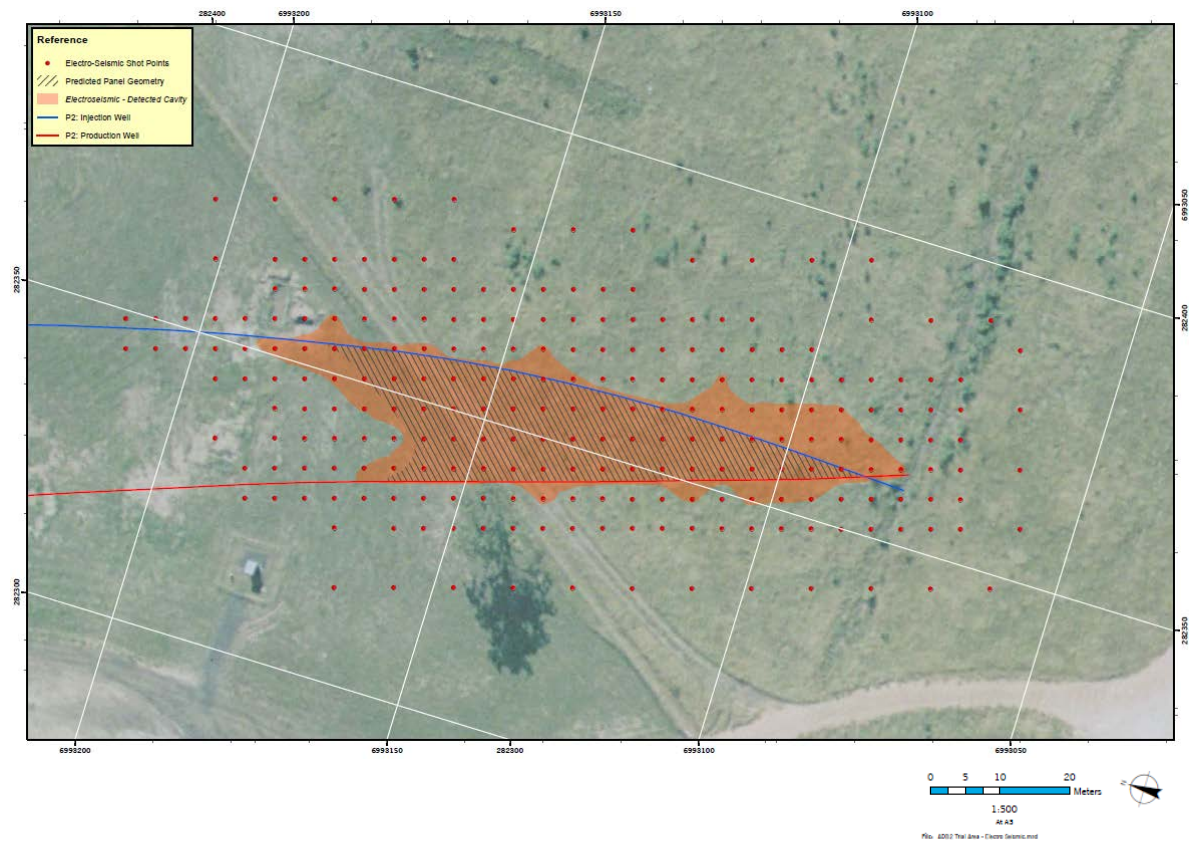 282400
6993200
6993150
6993100
Reference
Electro-Seismic Shot Points
Predicted Panel Geometry
Electroseismic - Detected Cavity
P2: Injection Well
P2: Production Well
6993050
282350
282400
282300
282350
6993200
6993150
282300
6993100
6993050
0 5 10 20
Meters
1:500
At A3